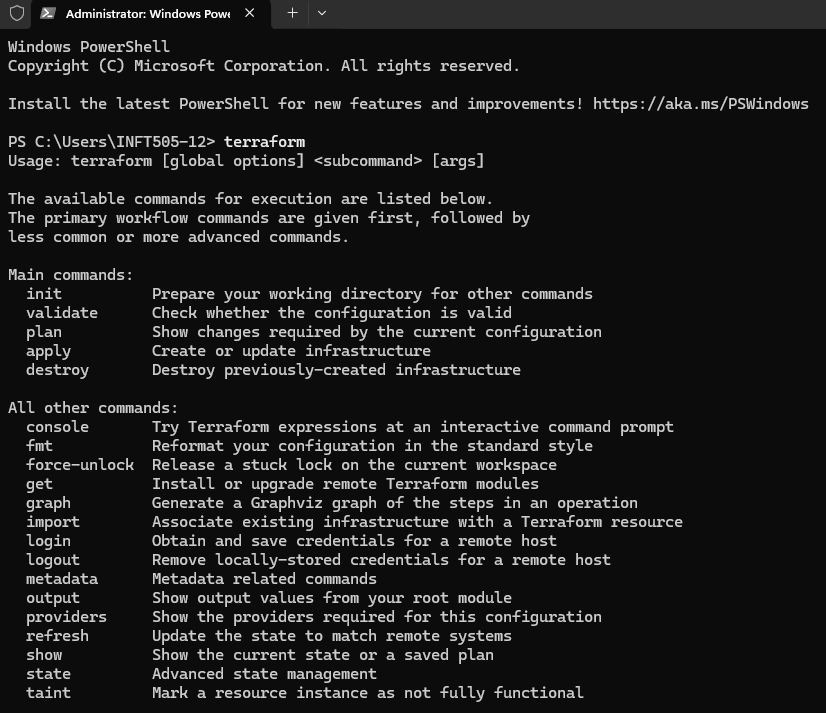 Administrator: Windows Powe
Windows PowerShell
Copyright (C) Microsoft Corporation. All rights reserved.
Install the latest PowerShell for new features and improvements! https://aka.ms/PSWindows
PS C:\Users\INFT505-12> terraform
Usage: terraform [global options] <subcommand> [args]
The available commands for execution are listed below.
The primary workflow commands are given first, followed by
less common or more advanced commands.
Main commands:
  init          Prepare your working directory for other commands
  validate      Check whether the configuration is valid
  plan          Show changes required by the current configuration
  apply         Create or update infrastructure
  destroy       Destroy previously-created infrastructure
All other commands:
  console       Try Terraform expressions at an interactive command prompt
  fmt           Reformat your configuration in the standard style
  force-unlock  Release a stuck lock on the current workspace
  get           Install or upgrade remote Terraform modules
  graph         Generate a Graphviz graph of the steps in an operation
  import        Associate existing infrastructure with a Terraform resource
  login         Obtain and save credentials for a remote host
  logout        Remove locally-stored credentials for a remote host
  metadata      Metadata related commands
  output        Show output values from your root module
  providers     Show the providers required for this configuration
  refresh       Update the state to match remote systems
  show          Show the current state or a saved plan
  state         Advanced state management
  taint         Mark a resource instance as not fully functional